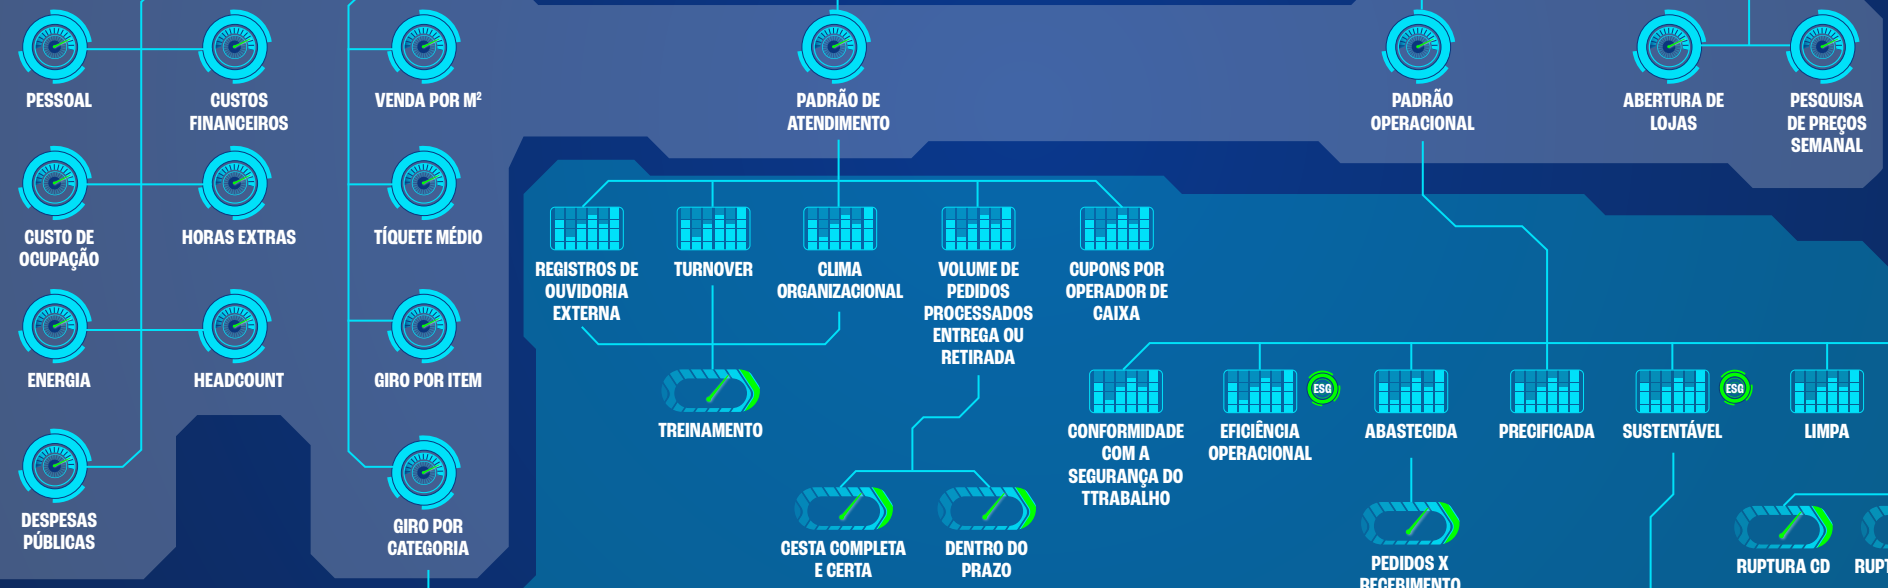 PESSOAL
CUSTOS
FINANCEIROS
VENDA POR M²
PADRÃO DE
ATENDIMENTO
PADRÃO
OPERACIONAL
ABERTURA DE
LOJAS
PESQUISA
DE PREÇOS
SEMANAL
CUSTO DE
OCUPAÇÃO
HORAS EXTRAS
TÍQUETE MÉDIO
REGISTROS DE
OUVIDORIA
EXTERNA
TURNOVER
CLIMA
ORGANIZACIONAL
VOLUME DE
PEDIDOS
PROCESSADOS
ENTREGA OU
RETIRADA
CUPONS POR
OPERADOR DE
CAIXA
ENERGIA
HEADCOUNT
GIRO POR ITEM
TREINAMENTO
CONFORMIDADE
COM A
SEGURANÇA DO
TTRABALHO
EFICIÊNCIA
OPERACIONAL
ESG
ABASTECIDA
PRECIFICADA
SUSTENTÁVEL
ESG
LIMPA
DESPESAS
PÚBLICAS
GIRO POR
CATEGORIA
CESTA COMPLETA
E CERTA
DENTRO DO
PRAZO
PEDIDOS X
RECEBIMENTO
RUPTURA CD